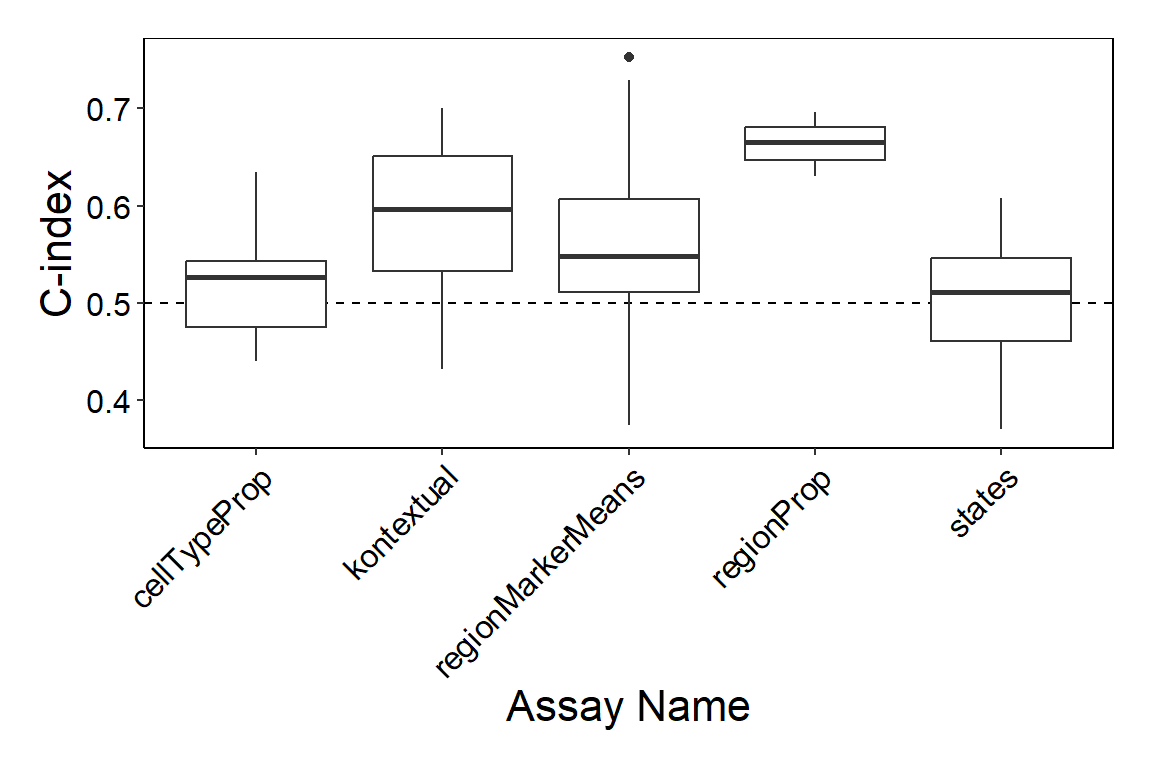 C-index
0.7
0.6
0.5
0.4
cellTypeProp
kontextual
regionMarkerMeans
regionProp
states
Assay Name